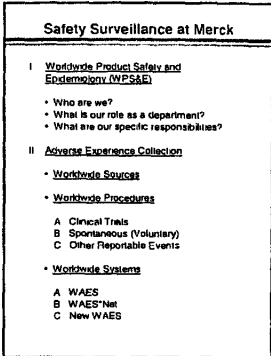 Safety Surveillance at Merck
I Worldwide Product Safety and
Epidemiology (WPS&E)
• Who are we?
• What is our role as a department?
• What are our specific responsibilities?
II Adverse Experience Collection
• Worldwide Sources
• Worldwide Procedures
A Clinical Trials
B Spontaneous (Voluntary)
C Other Reportable Events
• Worldwide Systems
A WAES
B WAES*Net
C New WAES